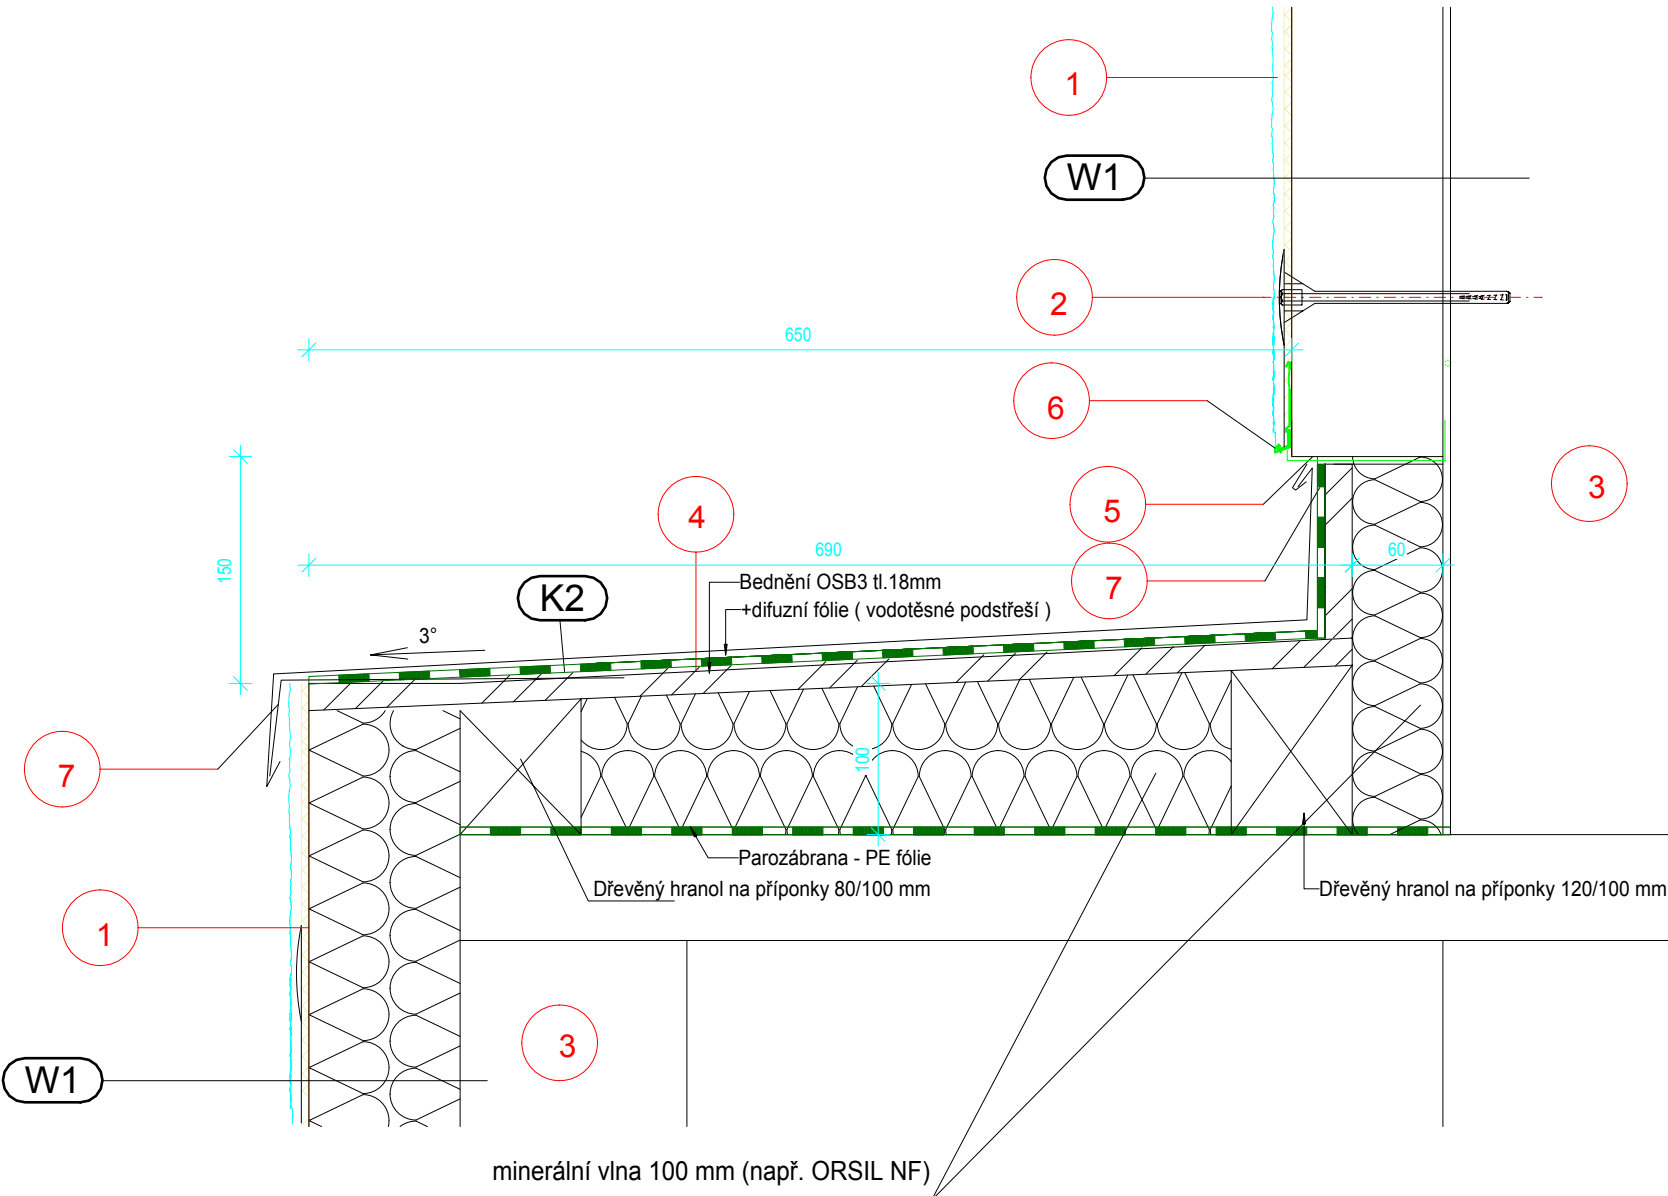 1
W1
2
650
6
3
4
5
690
60
150
7
Bednění OSB3 tl.18mm
K2
+difuzní fólie ( vodotěsné podstřeší )
3°
100
7
Parozábrana - PE fólie
Dřevěný hranol na příponky 80/100 mm
Dřevěný hranol na příponky 120/100 mm
1
3
W1
minerální vlna 100 mm (např. ORSIL NF)